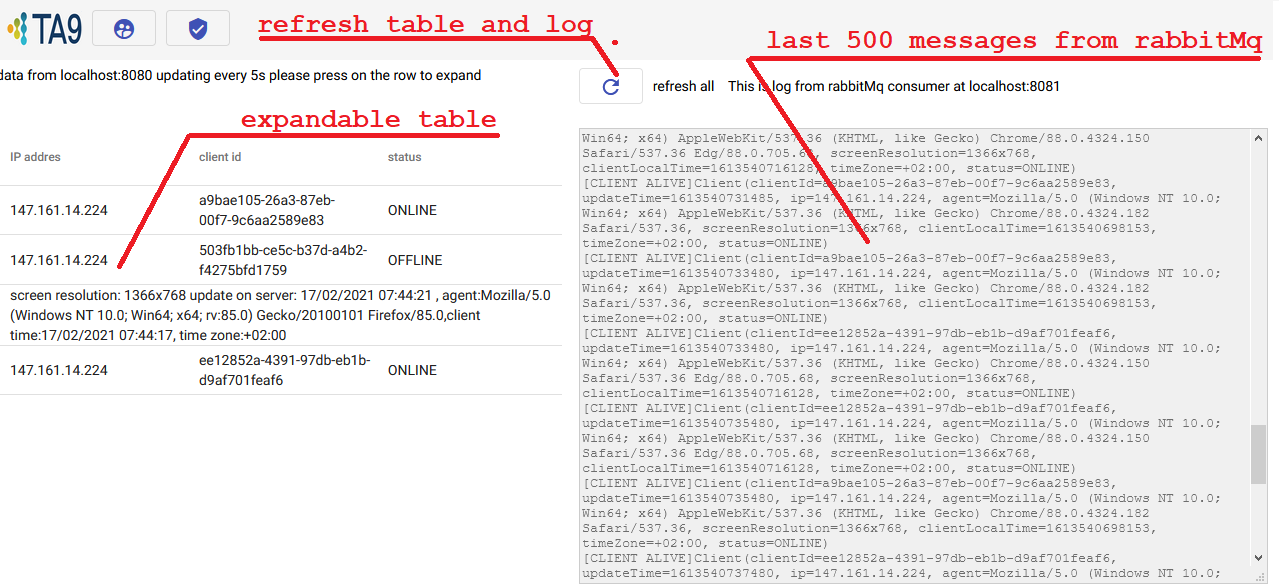 TA9
refresh table and log
last 500 messages from rabbitMq
data from localhost:8080 updating every 5s please press on the row to expand
refresh all This is log from rabbitMq consumer at localhost:8081
expandable table
IP addres client id status
147.161.14.224 a9bae105-26a3-87eb-
00f7-9c6aa2589e83 ONLINE
147.161.14.224 503fb1bb-ce5c-b37d-a4b2-
f4275bfd1759 OFFLINE
screen resolution: 1366x768 update on server: 17/02/2021 07:44:21 , agent:Mozilla/5.0
(Windows NT 10.0; Win64; x64; rv:85.0) Gecko/20100101 Firefox/85.0,client
time:17/02/2021 07:44:17, time zone:+02:00
147.161.14.224 ee12852a-4391-97db-eb1b-
d9af701feaf6 ONLINE
Win64; x64) AppleWebKit/537.36 (KHTML, like Gecko) Chrome/88.0.4324.150
Safari/537.36 Edg/88.0.705.68, screenResolution=1366x768,
clientLocalTime=1613540716128, timeZone=+02:00, status=ONLINE)
[CLIENT ALIVE]Client(clientId=a9bae105-26a3-87eb-00f7-9c6aa2589e83,
updateTime=1613540731485, ip=147.161.14.224, agent=Mozilla/5.0 (Windows NT 10.0;
Win64; x64) AppleWebKit/537.36 (KHTML, like Gecko) Chrome/88.0.4324.182
Safari/537.36, screenResolution=1366x768, clientLocalTime=1613540698153,
timeZone=+02:00, status=ONLINE)
[CLIENT ALIVE]Client(clientId=a9bae105-26a3-87eb-00f7-9c6aa2589e83,
updateTime=1613540733480, ip=147.161.14.224, agent=Mozilla/5.0 (Windows NT 10.0;
Win64; x64) AppleWebKit/537.36 (KHTML, like Gecko) Chrome/88.0.4324.182
Safari/537.36, screenResolution=1366x768, clientLocalTime=1613540698153,
timeZone=+02:00, status=ONLINE)
[CLIENT ALIVE]Client(clientId=ee12852a-4391-97db-eb1b-d9af701feaf6,
updateTime=1613540733480, ip=147.161.14.224, agent=Mozilla/5.0 (Windows NT 10.0;
Win64; x64) AppleWebKit/537.36 (KHTML, like Gecko) Chrome/88.0.4324.150
Safari/537.36 Edg/88.0.705.68, screenResolution=1366x768,
clientLocalTime=1613540716128, timeZone=+02:00, status=ONLINE)
[CLIENT ALIVE]Client(clientId=ee12852a-4391-97db-eb1b-d9af701feaf6,
updateTime=1613540735480, ip=147.161.14.224, agent=Mozilla/5.0 (Windows NT 10.0;
Win64; x64) AppleWebKit/537.36 (KHTML, like Gecko) Chrome/88.0.4324.150
Safari/537.36 Edg/88.0.705.68, screenResolution=1366x768,
clientLocalTime=1613540716128, timeZone=+02:00, status=ONLINE)
[CLIENT ALIVE]Client(clientId=a9bae105-26a3-87eb-00f7-9c6aa2589e83,
updateTime=1613540735480, ip=147.161.14.224, agent=Mozilla/5.0 (Windows NT 10.0;
Win64; x64) AppleWebKit/537.36 (KHTML, like Gecko) Chrome/88.0.4324.182
Safari/537.36, screenResolution=1366x768, clientLocalTime=1613540698153,
timeZone=+02:00, status=ONLINE)
[CLIENT ALIVE]Client(clientId=ee12852a-4391-97db-eb1b-d9af701feaf6,
updateTime=1613540737480, ip=147.161.14.224, agent=Mozilla/5.0 (Windows NT 10.0;